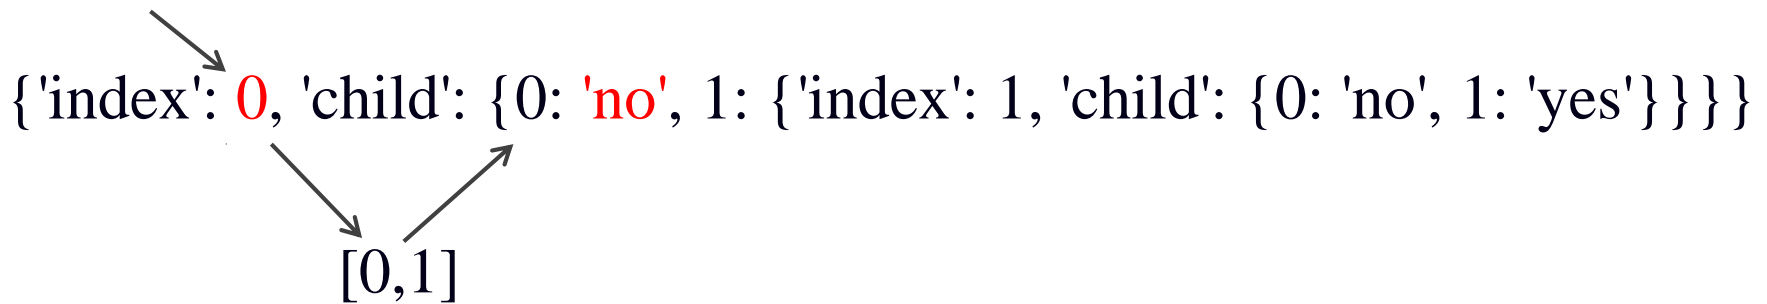 {'index': 0, 'child': {0: 'no', 1: {'index': 1, 'child': {0: 'no', 1: 'yes'}}}}
[0,1]